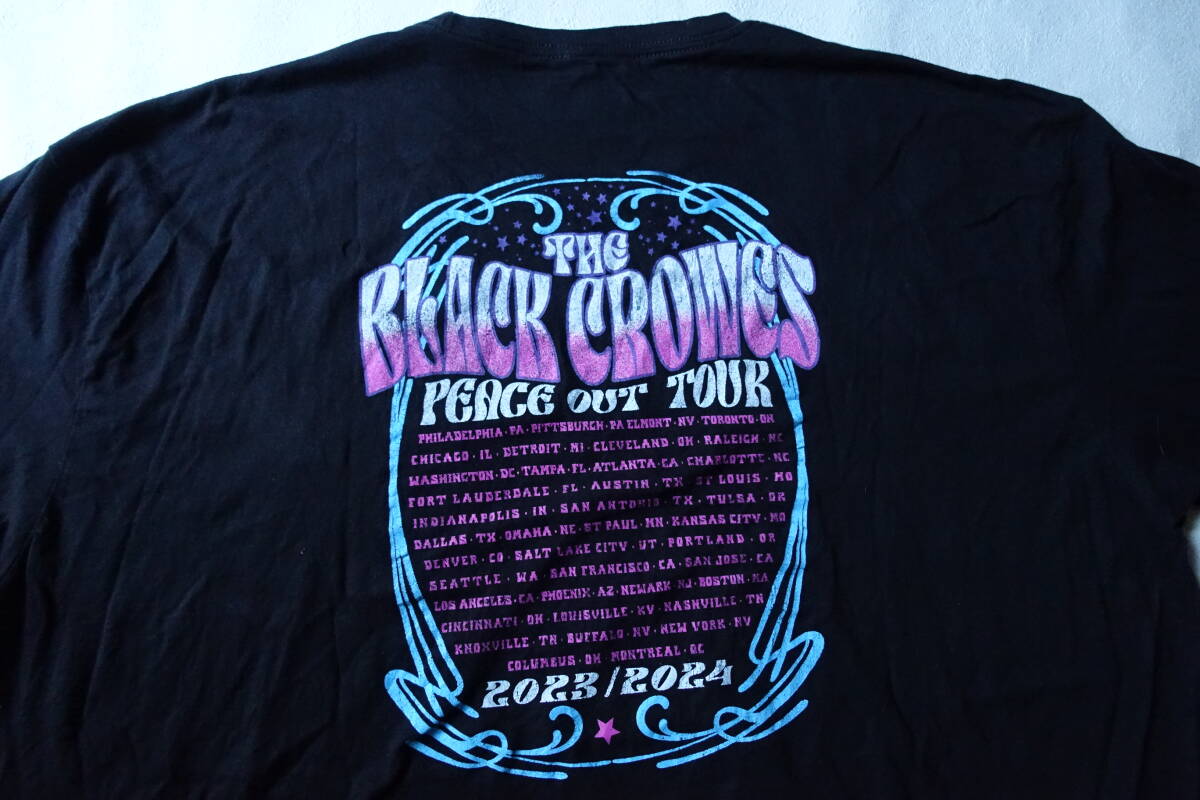 THE
BLACK CROWES
PEACE OUT TOUR
PHILADELPHIA · PA · PITTSBURGH · PA ELMONT · NY · TORONTO · ON
CHICAGO · IL · DETROIT · MI · CLEVELAND · OH · RALEIGH · NC
WASHINGTON · DC · TAMPA · FL · ATLANTA · GA · CHARLOTTE · NC
FORT LAUDERDALE · FL · AUSTIN · TX · ST LOUIS · MO
INDIANAPOLIS · IN · SAN ANTONIO · TX · TULSA · OK
DALLAS · TX · OMAHA · NE · ST PAUL · MN · KANSAS CITY · MO
DENVER · CO · SALT LAKE CITY · UT · PORTLAND · OR
SEATTLE · WA · SAN FRANCISCO · CA · SAN JOSE · CA
LOS ANGELES · CA · PHOENIX · AZ · NEWARK · NJ · BOSTON · MA
CINCINNATI · OH · LOUISVILLE · KY · NASHVILLE · TN
KNOXVILLE · TN · BUFFALO · NY · NEW YORK · NY
COLUMBUS · OH · MONTREAL · QC
2023/2024